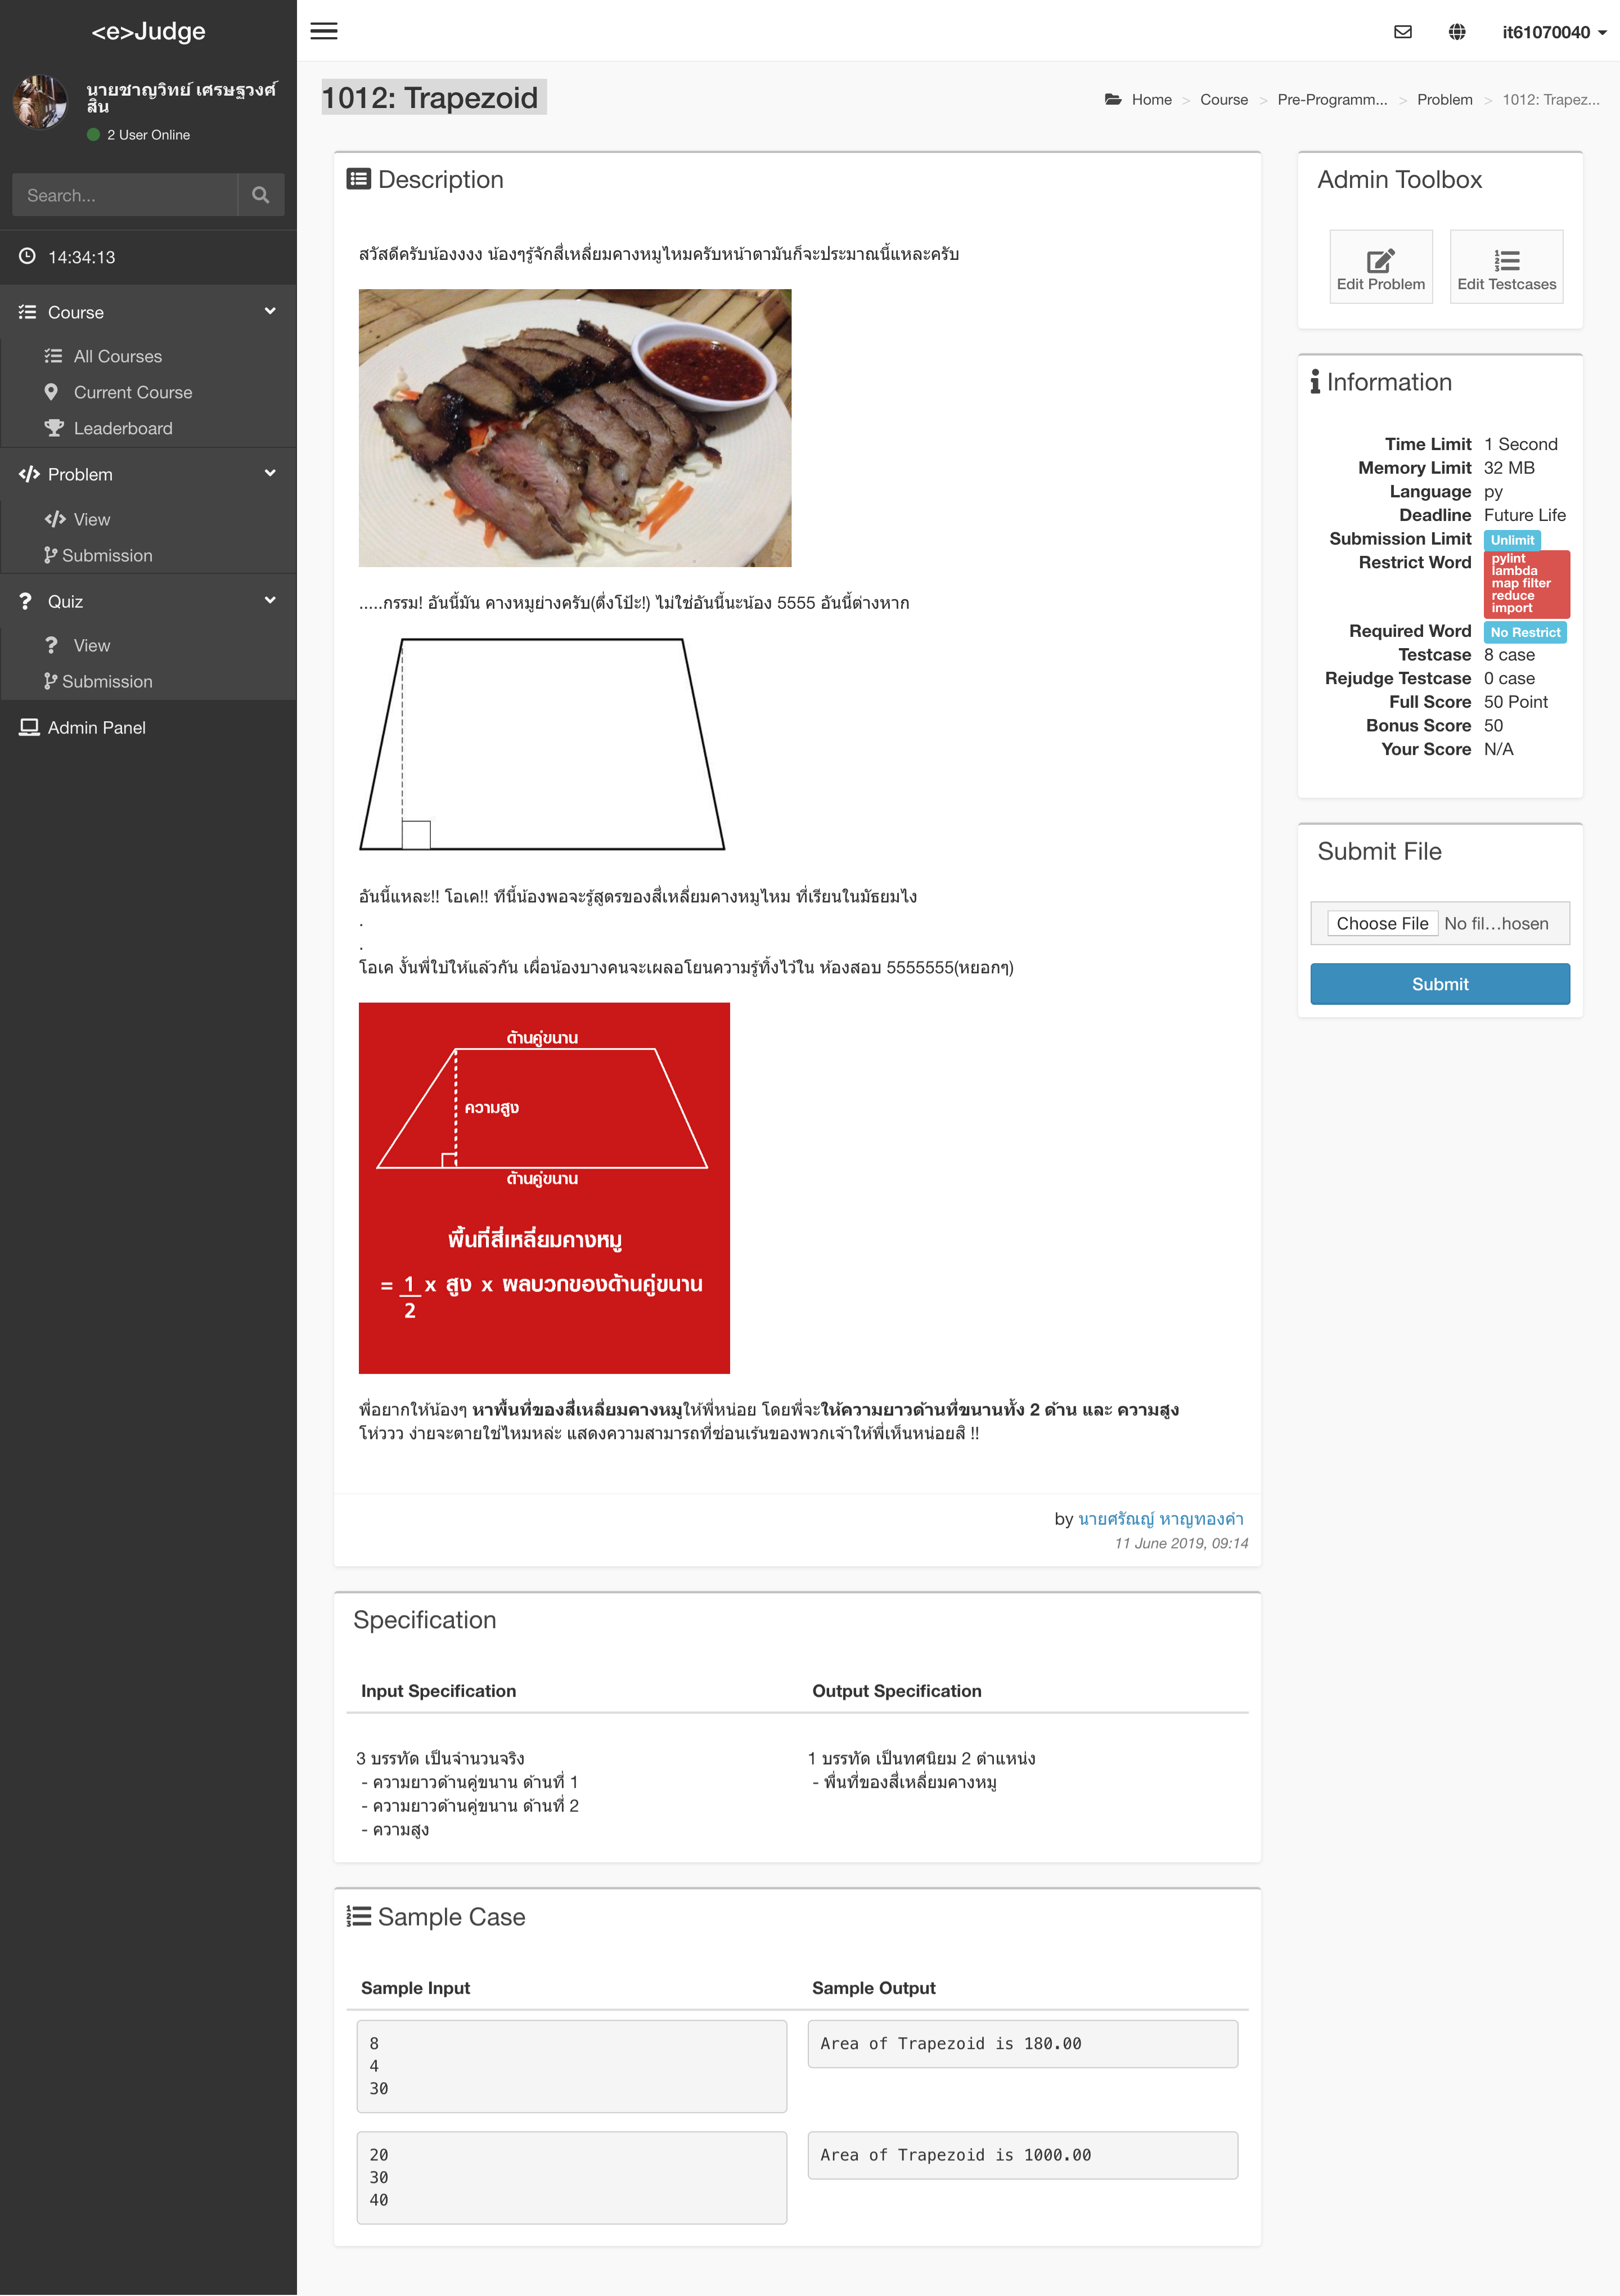 <e>Judge
it61070040
นายชาญวิทย์ เศรษฐวงศ์
สิน
2 User Online
Search...
14:34:13
Course
All Courses
Current Course
Leaderboard
Problem
View
Submission
Quiz
View
Submission
Admin Panel
1012: Trapezoid
Home > Course > Pre-Programm... > Problem > 1012: Trapez...
Description
สวัสดีครับน้องงงง น้องๆรู้จักสี่เหลี่ยมคางหมูไหมครับหน้าตามันก็จะประมาณนี้แหละครับ
.....กรรม! อันนี้มัน คางหมูย่างครับ(ตึ่งโป๊ะ!) ไม่ใช่อันนี้นะน้อง 5555 อันนี้ต่างหาก
อันนี้แหละ!! โอเค!! ทีนี้น้องพอจะรู้สูตรของสี่เหลี่ยมคางหมูไหม ที่เรียนในมัธยมไง
.
.
โอเค งั้นพี่ใบ้ให้แล้วกัน เผื่อน้องบางคนจะเผลอโยนความรู้ทิ้งไว้ใน ห้องสอบ 5555555(หยอกๆ)
ด้านคู่ขนาน
ความสูง
ด้านคู่ขนาน
พื้นที่สี่เหลี่ยมคางหมู
= 1/2 x สูง x ผลบวกของด้านคู่ขนาน
พี่อยากให้น้องๆ หาพื้นที่ของสี่เหลี่ยมคางหมูให้พี่หน่อย โดยพี่จะให้ความยาวด้านที่ขนานทั้ง 2 ด้าน และ ความสูง
โห่ววว ง่ายจะตายใช่ไหมหล่ะ แสดงความสามารถที่ซ่อนเร้นของพวกเจ้าให้พี่เห็นหน่อยสิ !!
by นายศรัณญ์ หาญทองคำ
11 June 2019, 09:14
Specification
Input Specification
3 บรรทัด เป็นจำนวนจริง
- ความยาวด้านคู่ขนาน ด้านที่ 1
- ความยาวด้านคู่ขนาน ด้านที่ 2
- ความสูง
Output Specification
1 บรรทัด เป็นทศนิยม 2 ตำแหน่ง
- พื่นที่ของสี่เหลี่ยมคางหมู
Sample Case
Sample Input
Sample Output
8
4
30
Area of Trapezoid is 180.00
20
30
40
Area of Trapezoid is 1000.00
Admin Toolbox
Edit Problem
Edit Testcases
Information
Time Limit 1 Second
Memory Limit 32 MB
Language py
Deadline Future Life
Submission Limit Unlimit
Restrict Word pylint
lambda
map filter
reduce
import
Required Word No Restrict
Testcase 8 case
Rejudge Testcase 0 case
Full Score 50 Point
Bonus Score 50
Your Score N/A
Submit File
Choose File No fil...hosen
Submit